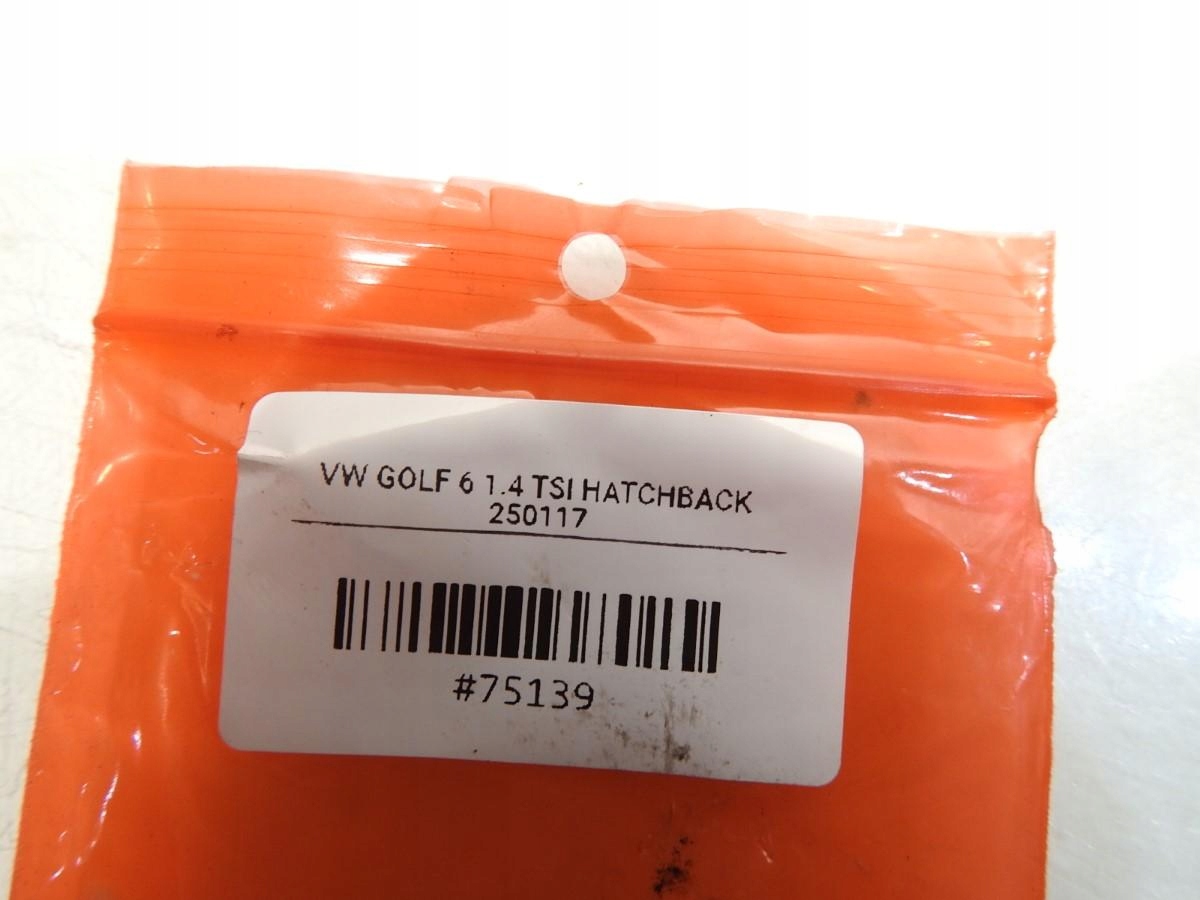 VW GOLF 6 1.4 TSI HATCHBACK
250117
#75139